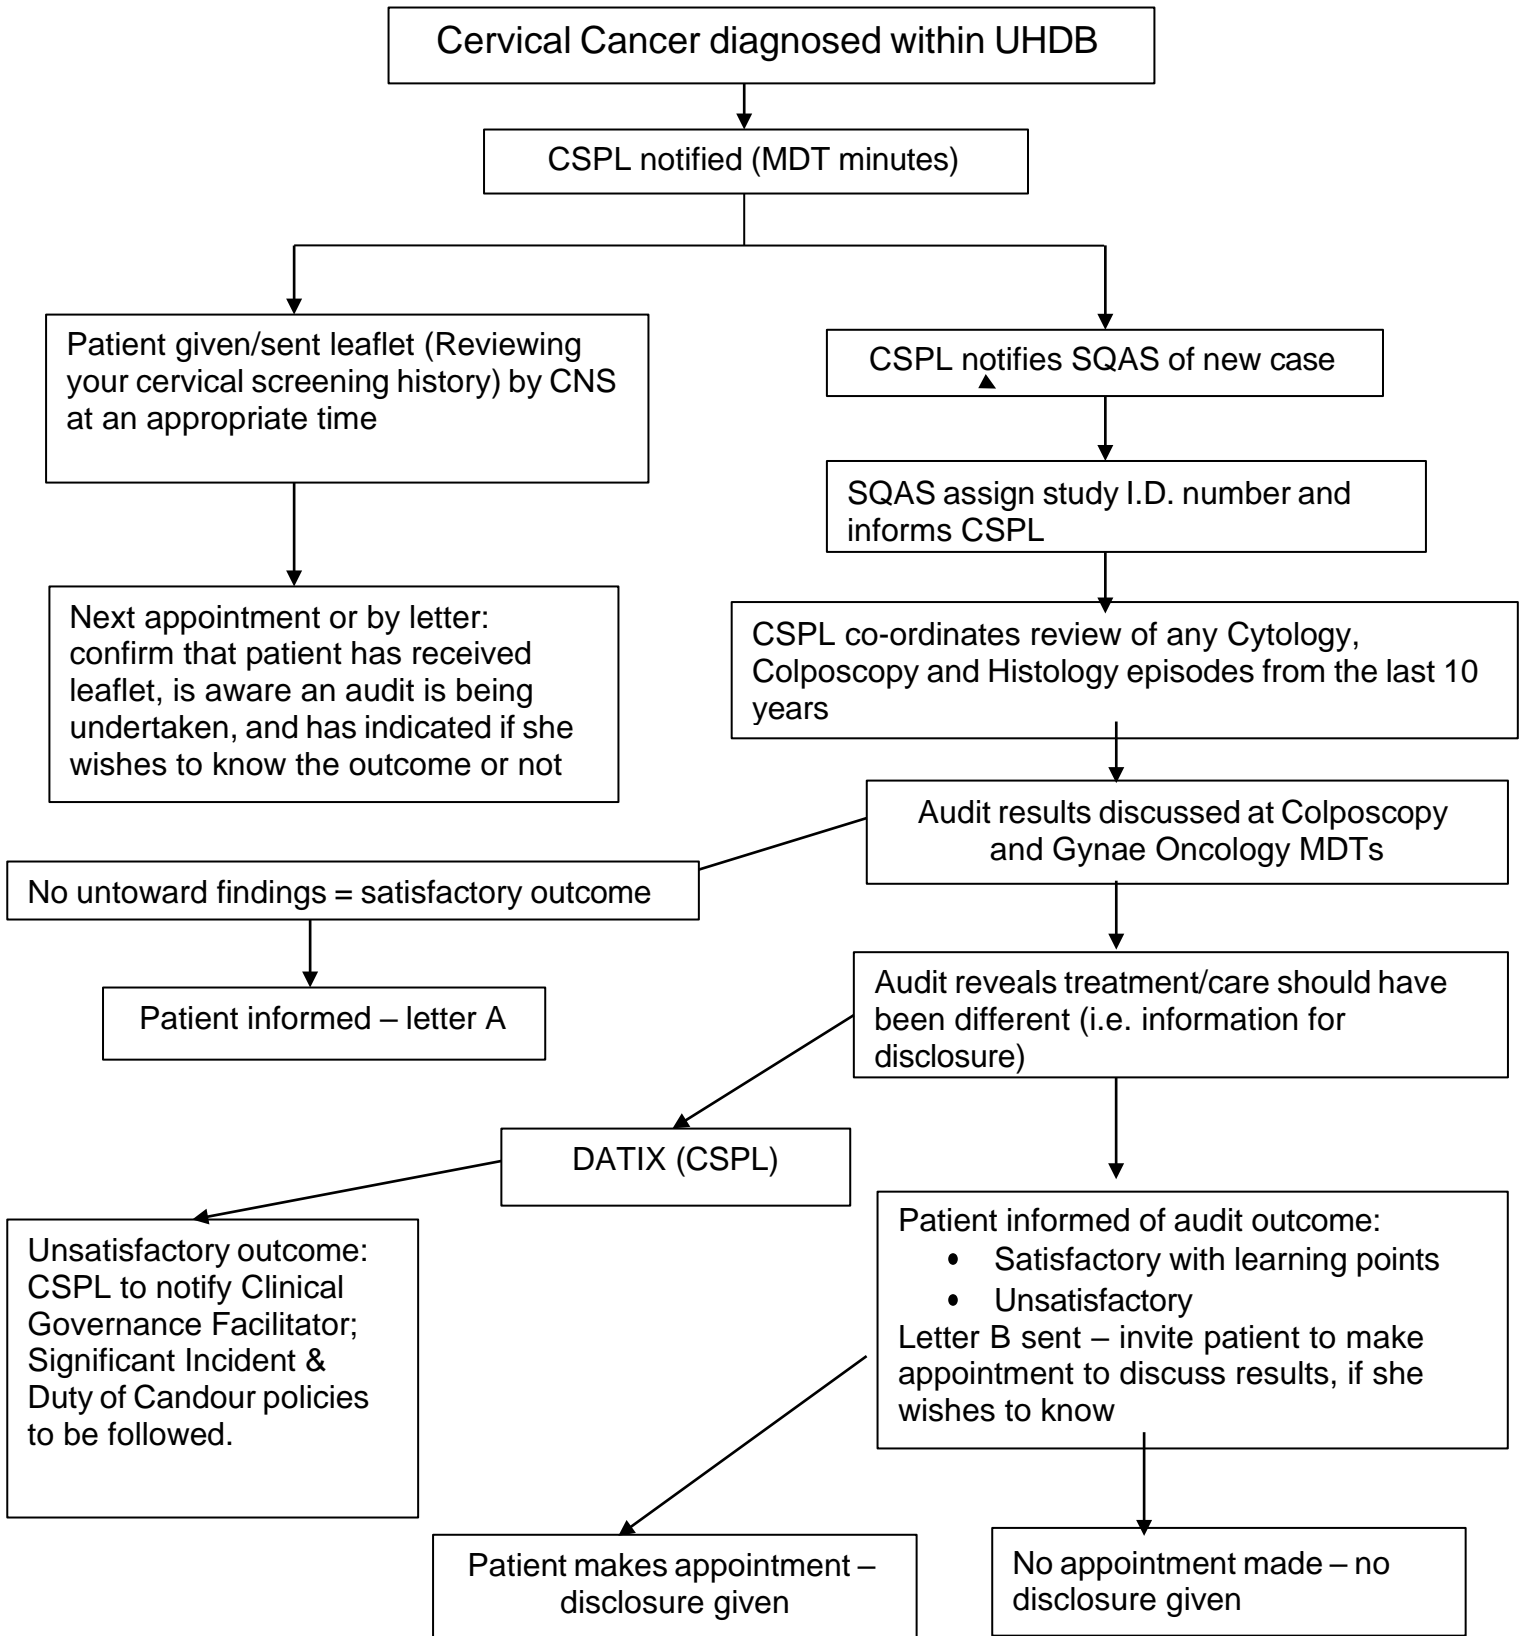 Cervical Cancer diagnosed within UHDB
CSPL notified (MDT minutes)
Patient given/sent leaflet (Reviewing
your cervical screening history) by CNS
at an appropriate time
CSPL notifies SQAS of new case
SQAS assign study I.D. number and
informs CSPL
Next appointment or by letter:
confirm that patient has received
leaflet, is aware an audit is being
undertaken, and has indicated if she
wishes to know the outcome or not
CSPL co-ordinates review of any Cytology,
Colposcopy and Histology episodes from the last 10
years
Audit results discussed at Colposcopy
and Gynae Oncology MDTs
No untoward findings = satisfactory outcome
Patient informed – letter A
Audit reveals treatment/care should have
been different (i.e. information for
disclosure)
DATIX (CSPL)
Unsatisfactory outcome:
CSPL to notify Clinical
Governance Facilitator;
Significant Incident &
Duty of Candour policies
to be followed.
Patient informed of audit outcome:
• Satisfactory with learning points
• Unsatisfactory
Letter B sent – invite patient to make
appointment to discuss results, if she
wishes to know
Patient makes appointment –
disclosure given
No appointment made – no
disclosure given